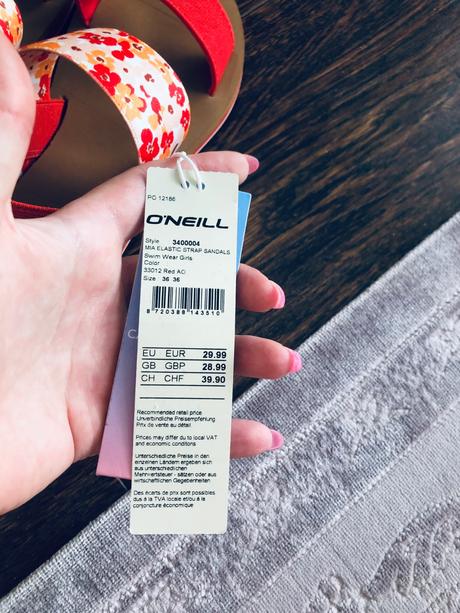 PO 12186
O'NEILL
Style 3400004
MIA ELASTIC STRAP SANDALS
Swim Wear Girls
Color
33012 Red AO
Size 36 36
8 720388 143510
EU EUR 29.99
GB GBP 28.99
CH CHF 39.90
Recommended retail price
Unverbindliche Preisempfehlung
Prix de vente au détail
Prices may differ du to local VAT
and economic conditons
Unterschiedliche Preise in den
einzelnen Ländern ergeben sich
aus unterschiedlichen
Mehrwertsteuer - sätzen oder aus
wirtschaftlichen Gegebenheiten
Des écarts de prix sont possibles
dus à la TVA locale et/ou à la
conjoncture économique